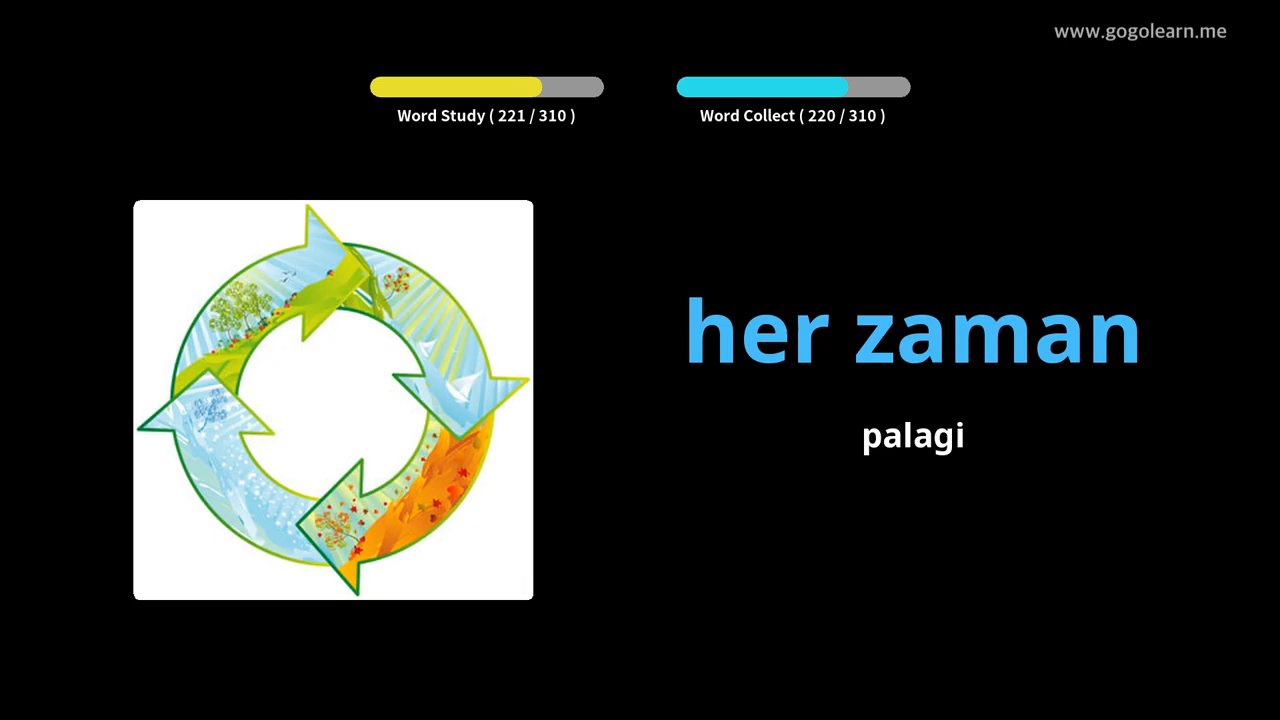 www.gogolearn.me
Word Study ( 221 / 310 )
Word Collect ( 220 / 310 )
her zaman
palagi